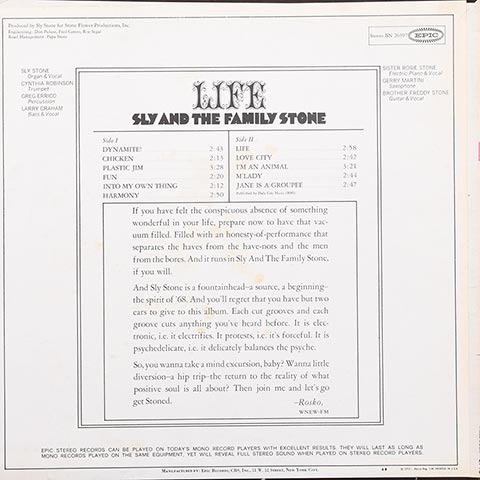 Produced by Sly Stone for Stone Flower Productions, Inc.
Engineering: Don Puluse, Fred Catero, Roy Segal
Road Management: Papa Stone
Stereo BN 26397
EPIC
SLY STONE
Organ & Vocal
CYNTHIA ROBINSON
Trumpet
GREG ERRICO
Percussion
LARRY GRAHAM
Bass & Vocal
SISTER ROSIE STONE
Electric Piano & Vocal
GERRY MARTINI
Saxophone
BROTHER FREDDY STONE
Guitar & Vocal
LIFE
SLY AND THE FAMILY STONE
Side I
DYNAMITE! 2:43
CHICKEN 2:13
PLASTIC JIM 3:28
FUN 2:20
INTO MY OWN THING 2:12
HARMONY 2:50
Side II
LIFE 2:58
LOVE CITY 2:42
I'M AN ANIMAL 3:21
M'LADY 2:44
JANE IS A GROUPEE 2:47
Published by Daly City Music (BMI)
If you have felt the conspicuous absence of something
wonderful in your life, prepare now to have that vac-
uum filled. Filled with an honesty-of-performance that
separates the haves from the have-nots and the men
from the bores. And it runs in Sly And The Family Stone,
if you will.
And Sly Stone is a fountainhead–a source, a beginning–
the spirit of '68. And you'll regret that you have but two
ears to give to this album. Each cut grooves and each
groove cuts anything you've heard before. It is elec-
tronic, i.e. it electrifies. It protests, i.e. it's forceful. It is
psychedelicate, i.e. it delicately balances the psyche.
So, you wanna take a mind excursion, baby? Wanna little
diversion–a hip trip–the return to the reality of what
positive soul is all about? Then join me and let's go
get Stoned.
–Rosko,
WNEW-FM
EPIC STEREO RECORDS CAN BE PLAYED ON TODAY'S MONO RECORD PLAYERS WITH EXCELLENT RESULTS. THEY WILL LAST AS LONG AS
MONO RECORDS PLAYED ON THE SAME EQUIPMENT, YET WILL REVEAL FULL STEREO SOUND WHEN PLAYED ON STEREO RECORD PLAYERS.
Manufactured by: Epic Records, CBS, Inc., 51 W. 52 Street, New York City.